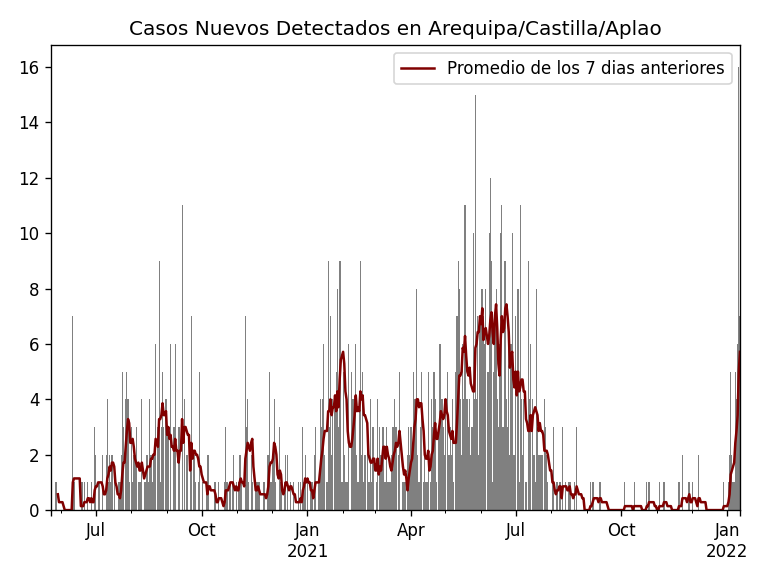 Casos Nuevos Detectados en Arequipa/Castilla/Aplao
Promedio de los 7 dias anteriores
16
14
12
10
8
6
4
2
0
Jul
Oct
Jan
2021
Apr
Jul
Oct
Jan
2022